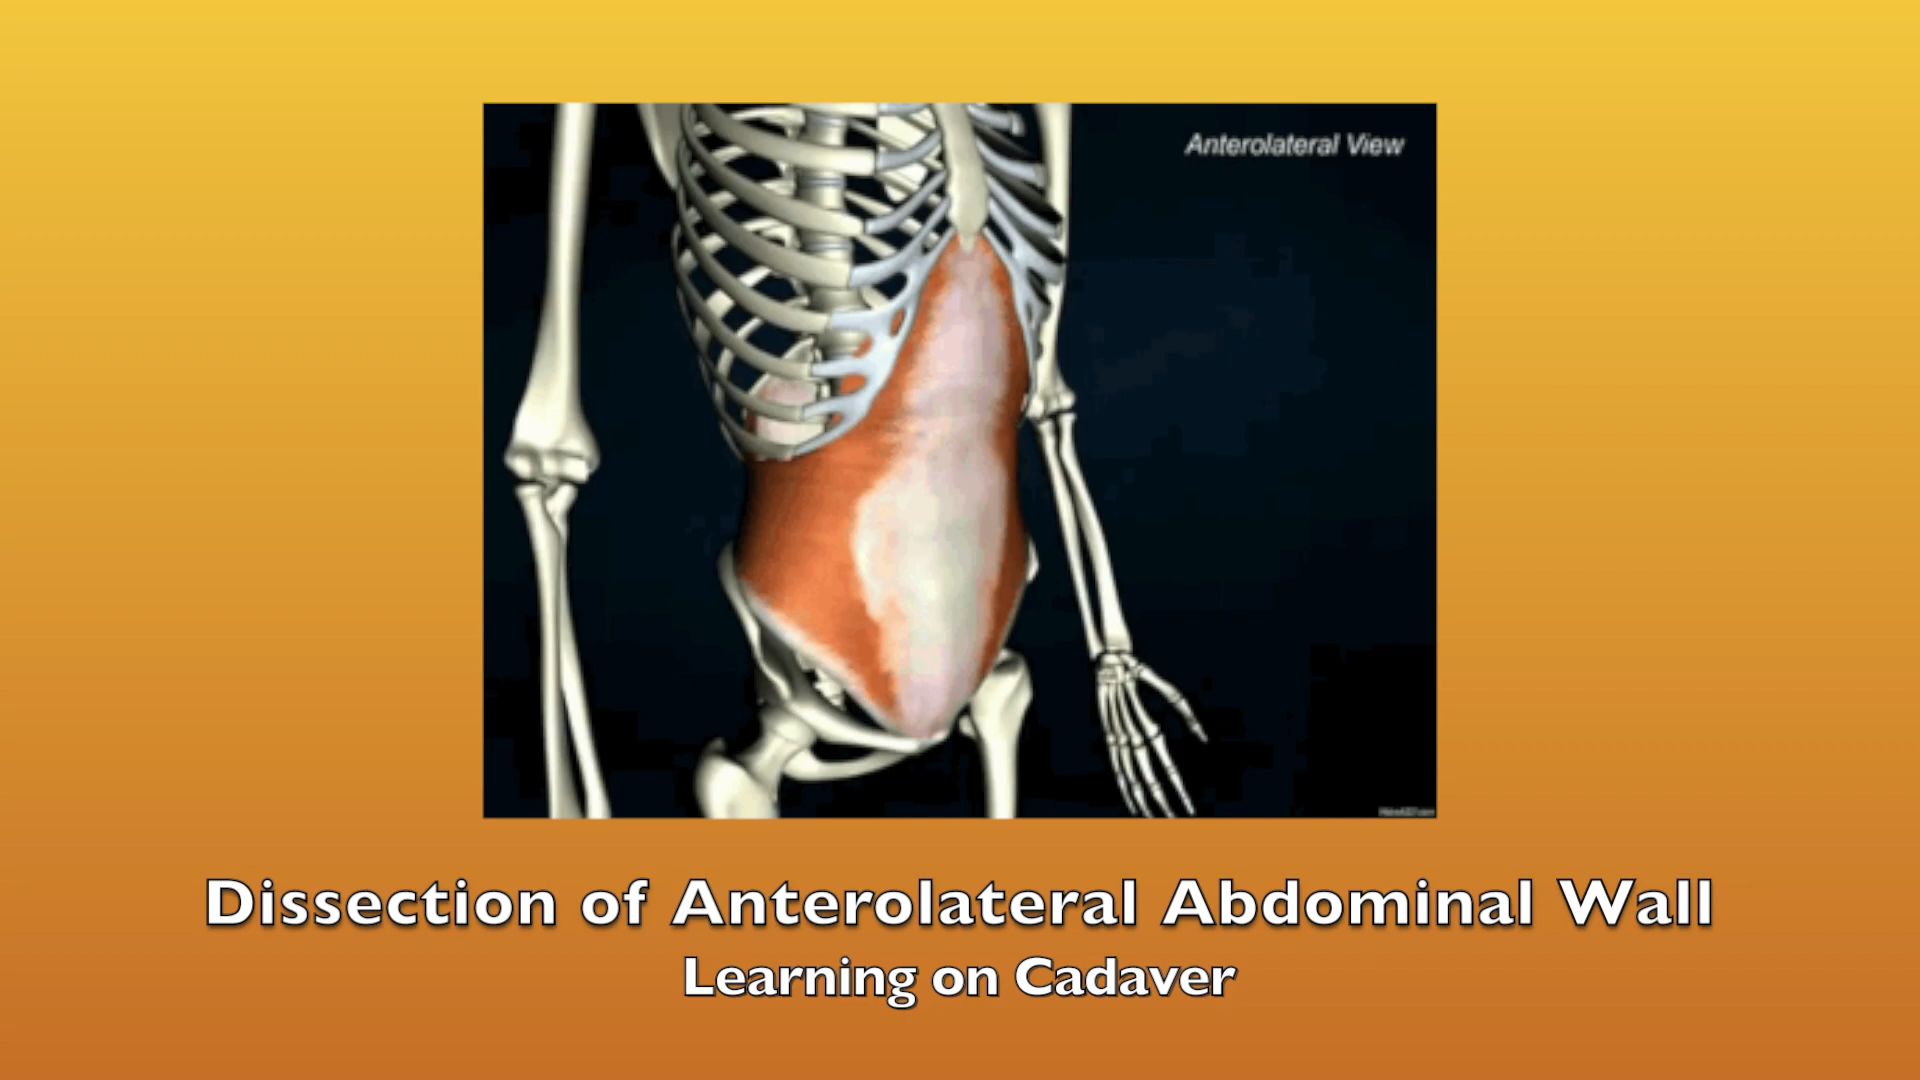 Anterolateral View
Dissection of Anterolateral Abdominal Wall
Learning on Cadaver